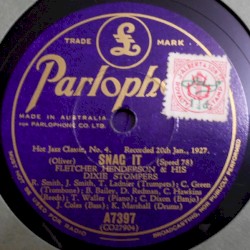 TRADE MARK
Parlophone
MADE IN AUSTRALIA
FOR PARLOPHONE CO. LTD.
Hot Jazz Classic, No. 4. Recorded 20th Jan., 1927.
(Oliver) SNAG IT (Speed 78)
FLETCHER HENDERSON & HIS
DIXIE STOMPERS
R. Smith, J. Smith, T. Ladnier (Trumpets) C. Green
(Trombone) B. Bailey, D. Redman, C. Hawkins
(Reeds) T. Waller (Piano) C. Dixon (Banjo)
J. Coles (Bass) K. Marshall (Drums)
A7397
(CO27904)